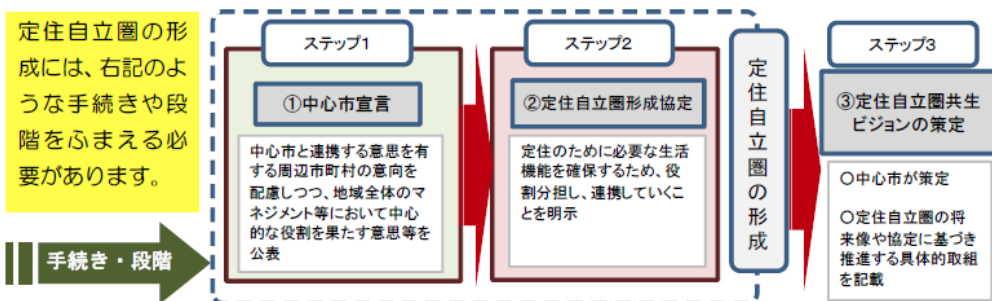 定住自立圏の形
成には、右記のよ
うな手続きや段
階をふまえる必
要があります。
手続き・段階
ステップ1
①中心市宣言
中心市と連携する意思を有
する周辺市町村の意向を
配慮しつつ、地域全体のマ
ネジメント等において中心
的な役割を果たす意思等を
公表
ステップ2
②定住自立圏形成協定
定住のために必要な生活
機能を確保するため、役
割分担し、連携していくこ
とを明示
定住自立圏の形成
ステップ3
③定住自立圏共生
ビジョンの策定
○中心市が策定
○定住自立圏の将
来像や協定に基づき
推進する具体的取組
を記載